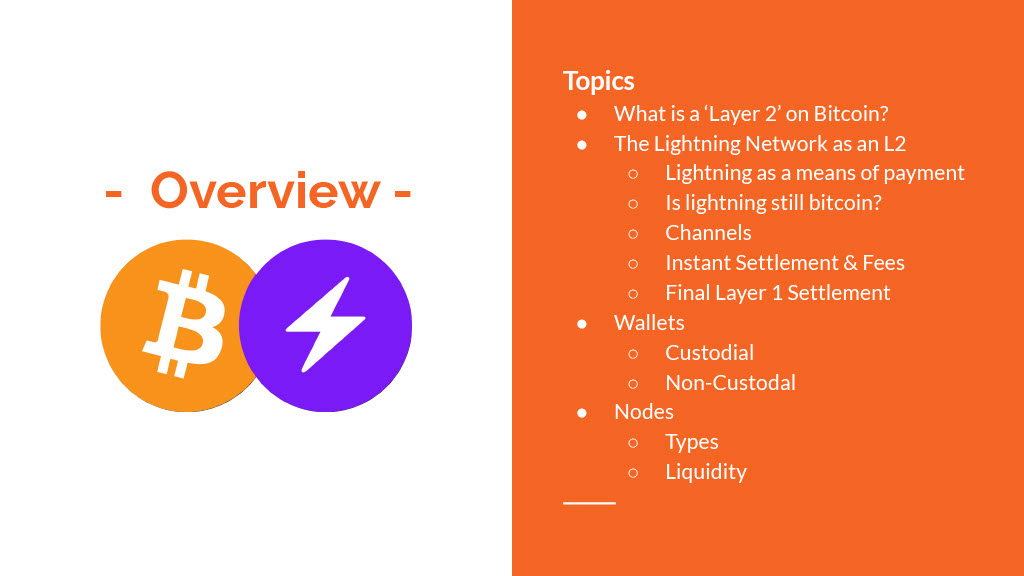 - Overview -
Topics
● What is a ‘Layer 2’ on Bitcoin?
● The Lightning Network as an L2
○ Lightning as a means of payment
○ Is lightning still bitcoin?
○ Channels
○ Instant Settlement & Fees
○ Final Layer 1 Settlement
● Wallets
○ Custodial
○ Non-Custodal
● Nodes
○ Types
○ Liquidity